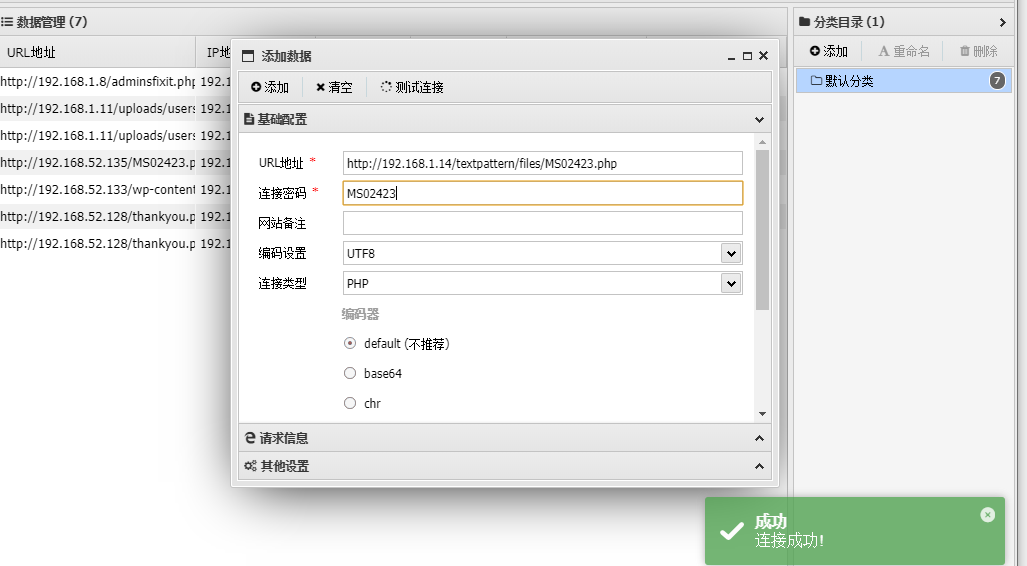 数据管理 (7)
URL地址 IP地
http://192.168.1.8/adminsfixit.php 192.1
http://192.168.1.11/uploads/users 192.1
http://192.168.1.11/uploads/users 192.1
http://192.168.52.135/MS02423.p 192.1
http://192.168.52.133/wp-content 192.1
http://192.168.52.128/thankyou.p 192.1
http://192.168.52.128/thankyou.p 192.1
添加数据
添加 清空 测试连接
基础配置
URL地址 * http://192.168.1.14/textpattern/files/MS02423.php
连接密码 * MS02423
网站备注
编码设置 UTF8
连接类型 PHP
编码器
default (不推荐)
base64
chr
请求信息
其他设置
分类目录 (1)
添加 重命名 删除
默认分类 7
成功
连接成功!